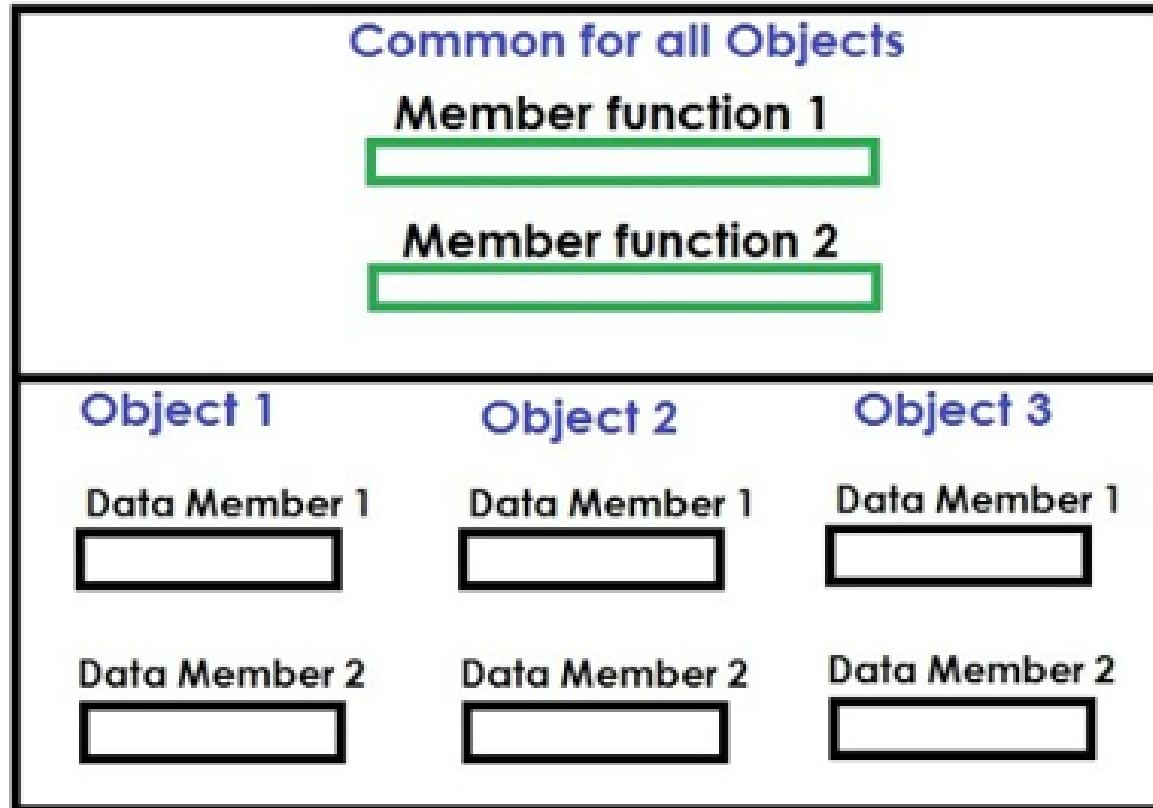 Common for all Objects
Member function 1
Member function 2
Object 1 Object 2 Object 3
Data Member 1 Data Member 1 Data Member 1
Data Member 2 Data Member 2 Data Member 2